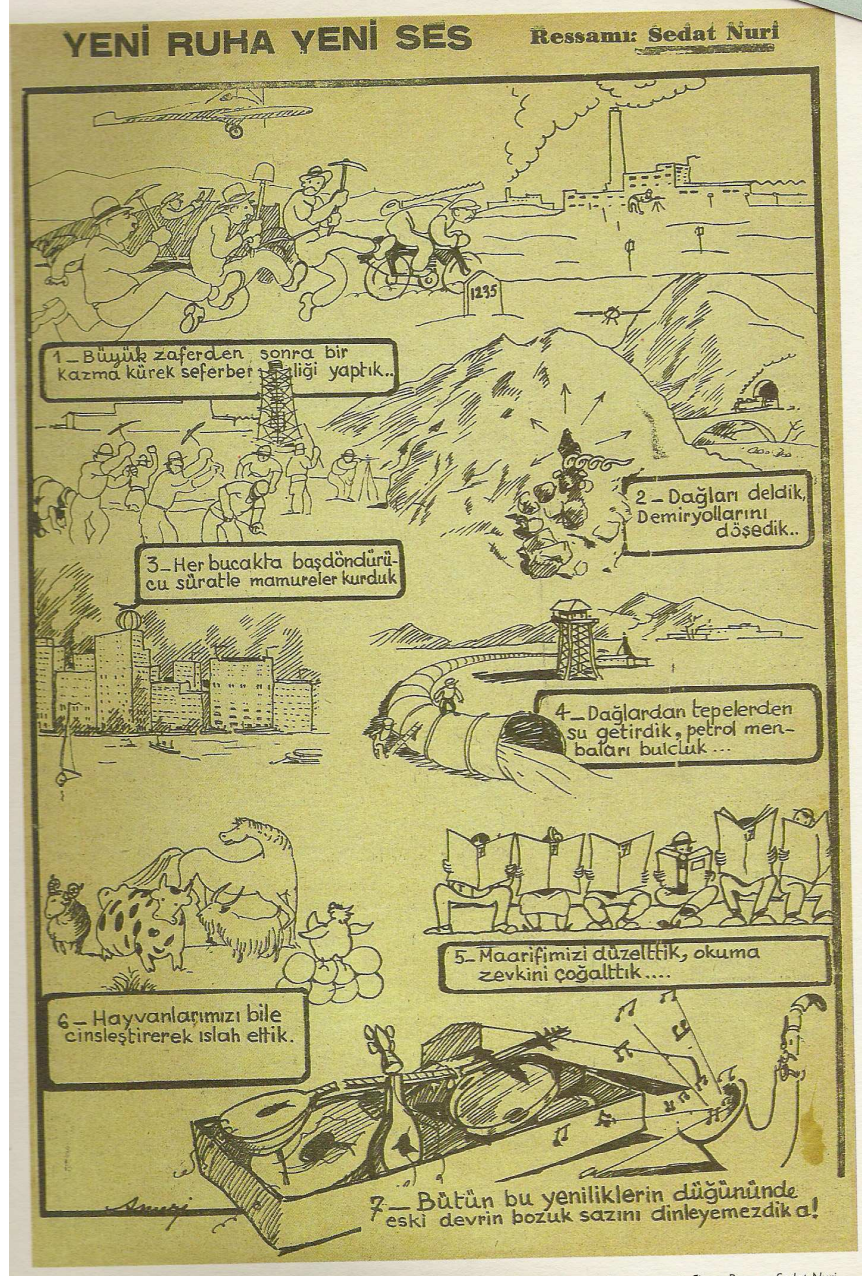 YENİ RUHA YENİ SES
Ressamı: Sedat Nuri
1235
1_Büyük zaferden sonra bir
kazma kürek seferberliği yaptık..
2_Dağları deldik,
Demiryollarını
döşedik..
3_Her bucakta başdöndürü-
cu süratle mamureler kurduk
4_Dağlardan tepelerden
su getirdik, petrol men-
baları bulduk...
5_Maarifimizi düzelttik, okuma
zevkini çoğalttık....
6_Hayvanlarımızı bile
cinsleştirerek ıslah ettik.
7_Bütün bu yeniliklerin düğününde
eski devrin bozuk sazını dinleyemezdik a!